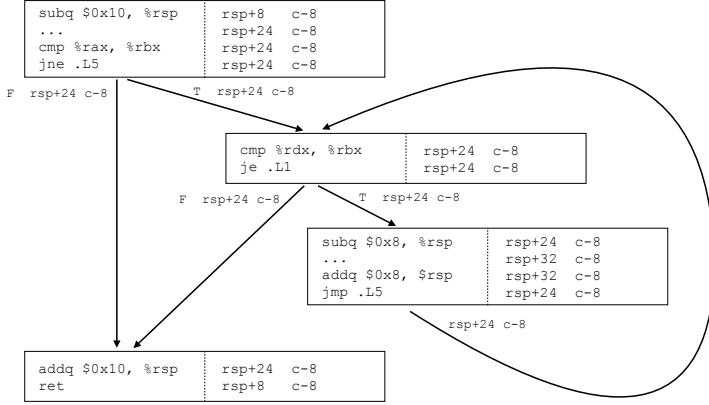 subq $0x10, %rsp rsp+8 c-8
... rsp+24 c-8
cmp %rax, %rbx rsp+24 c-8
jne .L5 rsp+24 c-8
F rsp+24 c-8 T rsp+24 c-8
cmp %rdx, %rbx rsp+24 c-8
je .L1 rsp+24 c-8
F rsp+24 c-8 T rsp+24 c-8
subq $0x8, %rsp rsp+24 c-8
... rsp+32 c-8
addq $0x8, $rsp rsp+32 c-8
jmp .L5 rsp+24 c-8
rsp+24 c-8
addq $0x10, %rsp rsp+24 c-8
ret rsp+8 c-8